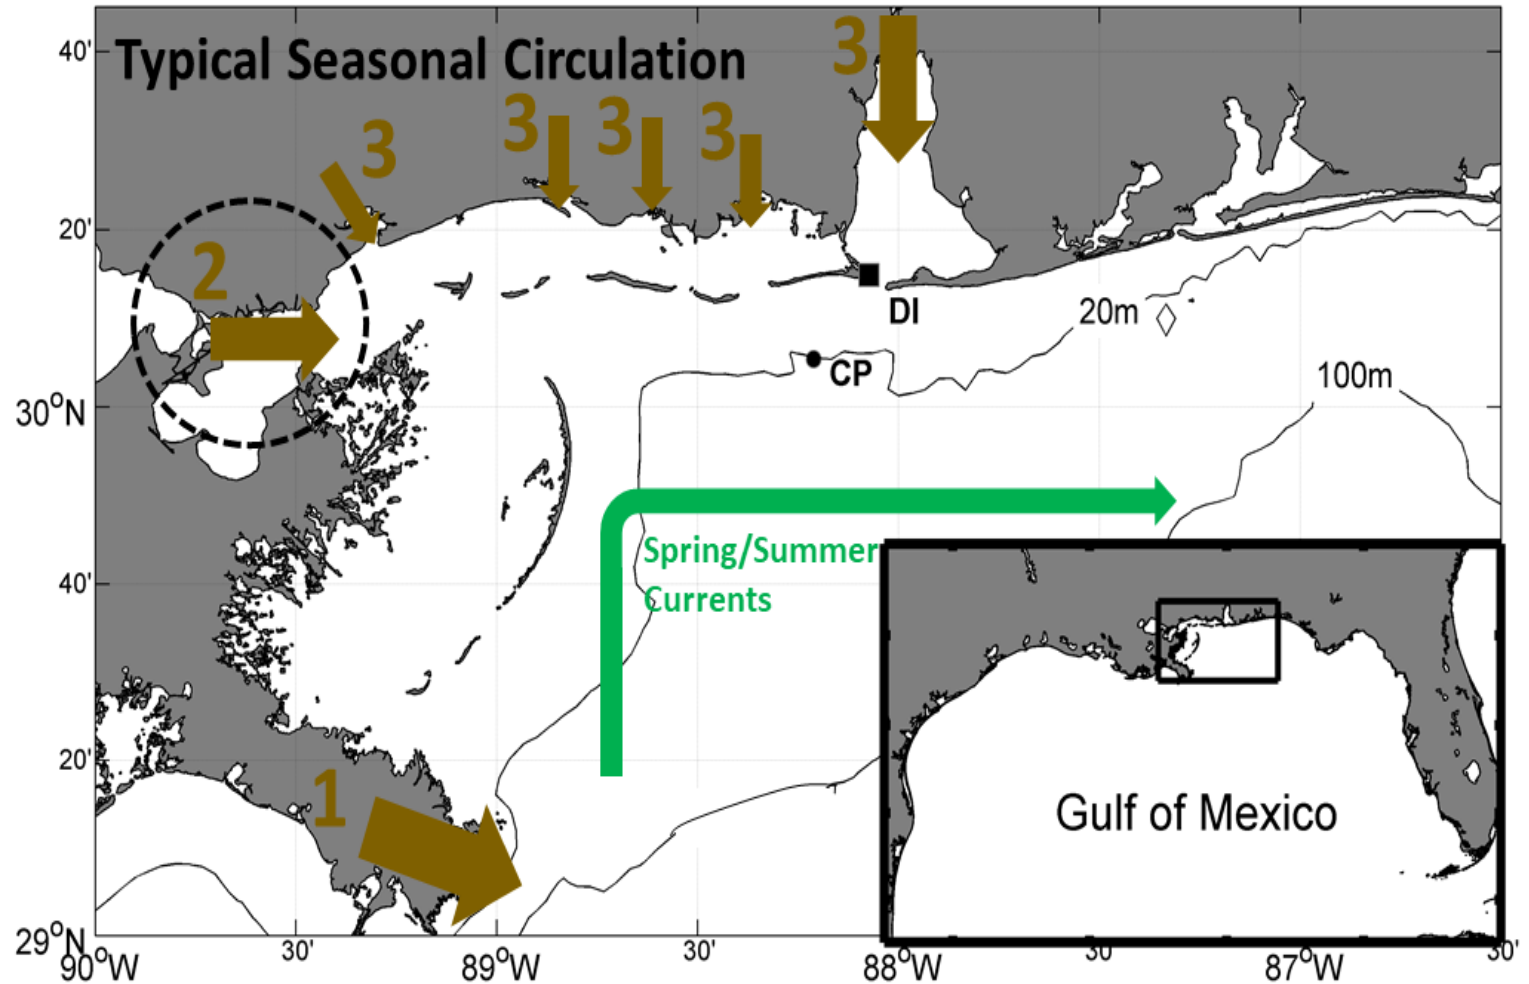 40'
Typical Seasonal Circulation
3
3
3
3
3
20'
2
DI
20m
CP
100m
30°N
Spring/Summer
Currents
40'
20'
1
Gulf of Mexico
29°N
90°W
30'
89°W
30'
88°W
30'
87°W
30'